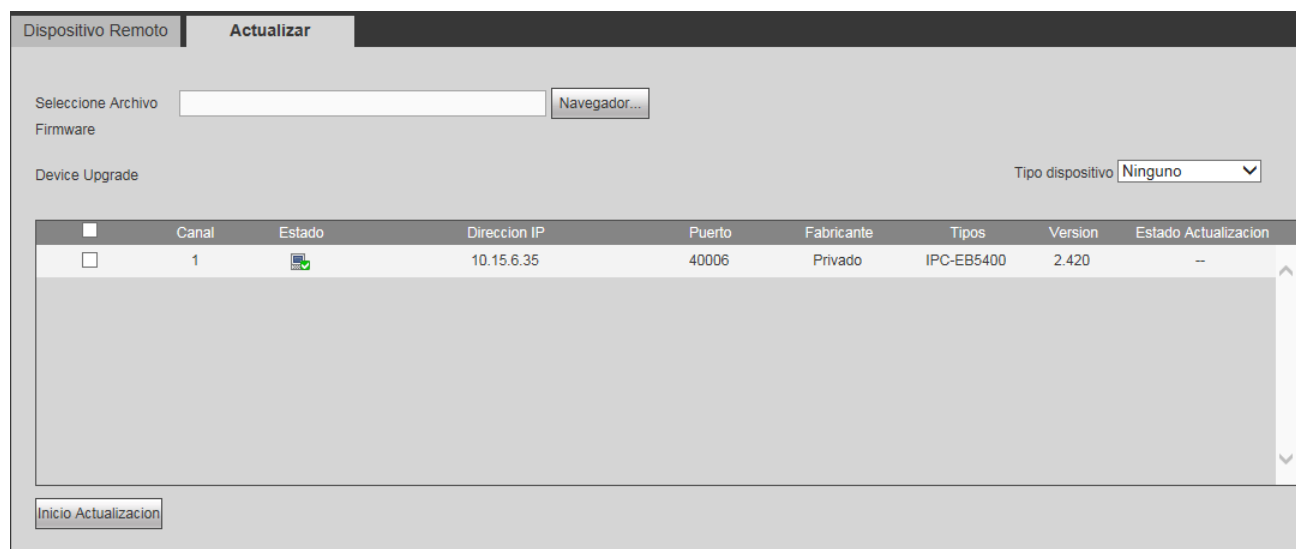 Dispositivo Remoto Actualizar
Seleccione Archivo Navegador...
Firmware
Device Upgrade Tipo dispositivo Ninguno
Canal Estado Direccion IP Puerto Fabricante Tipos Version Estado Actualizacion
1 10.15.6.35 40006 Privado IPC-EB5400 2.420 --
Inicio Actualizacion